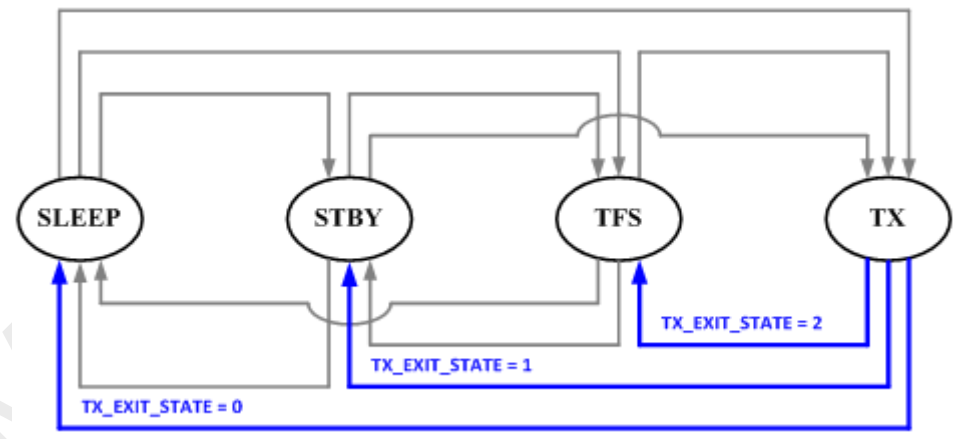 SLEEP STBY TFS TX
TX_EXIT_STATE = 2
TX_EXIT_STATE = 1
TX_EXIT_STATE = 0